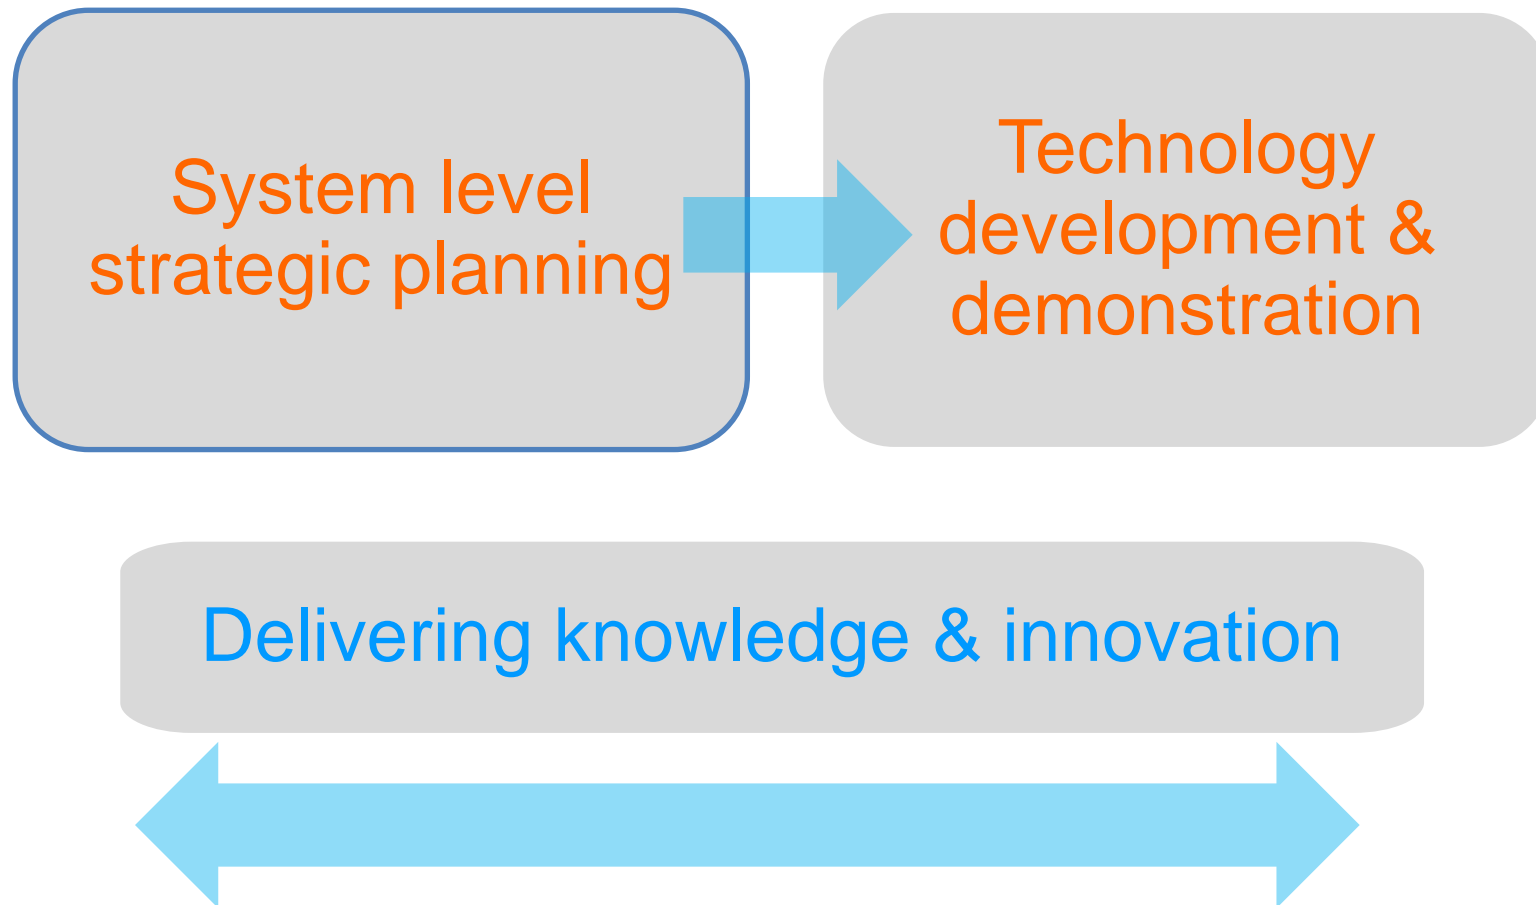 System level
strategic planning
Technology
development &
demonstration
Delivering knowledge & innovation